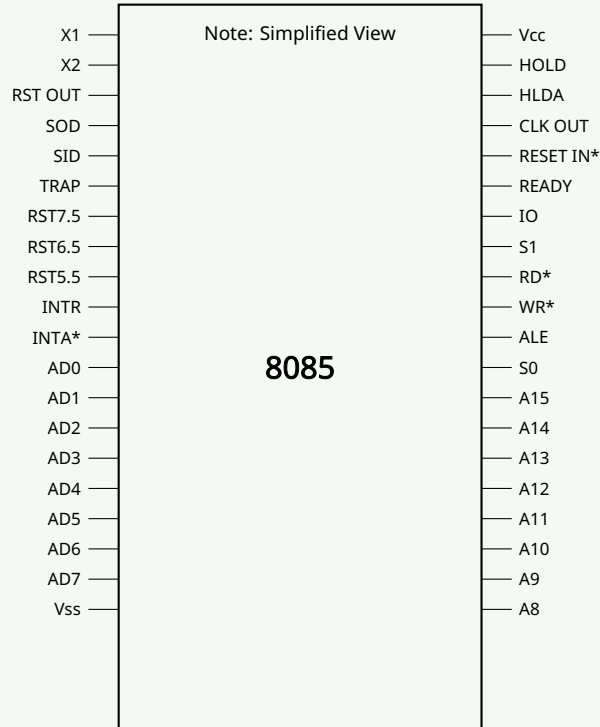 Note: Simplified View
X1
X2
RST OUT
SOD
SID
TRAP
RST7.5
RST6.5
RST5.5
INTR
INTA*
AD0
AD1
AD2
AD3
AD4
AD5
AD6
AD7
Vss
8085
Vcc
HOLD
HLDA
CLK OUT
RESET IN*
READY
IO
S1
RD*
WR*
ALE
S0
A15
A14
A13
A12
A11
A10
A9
A8